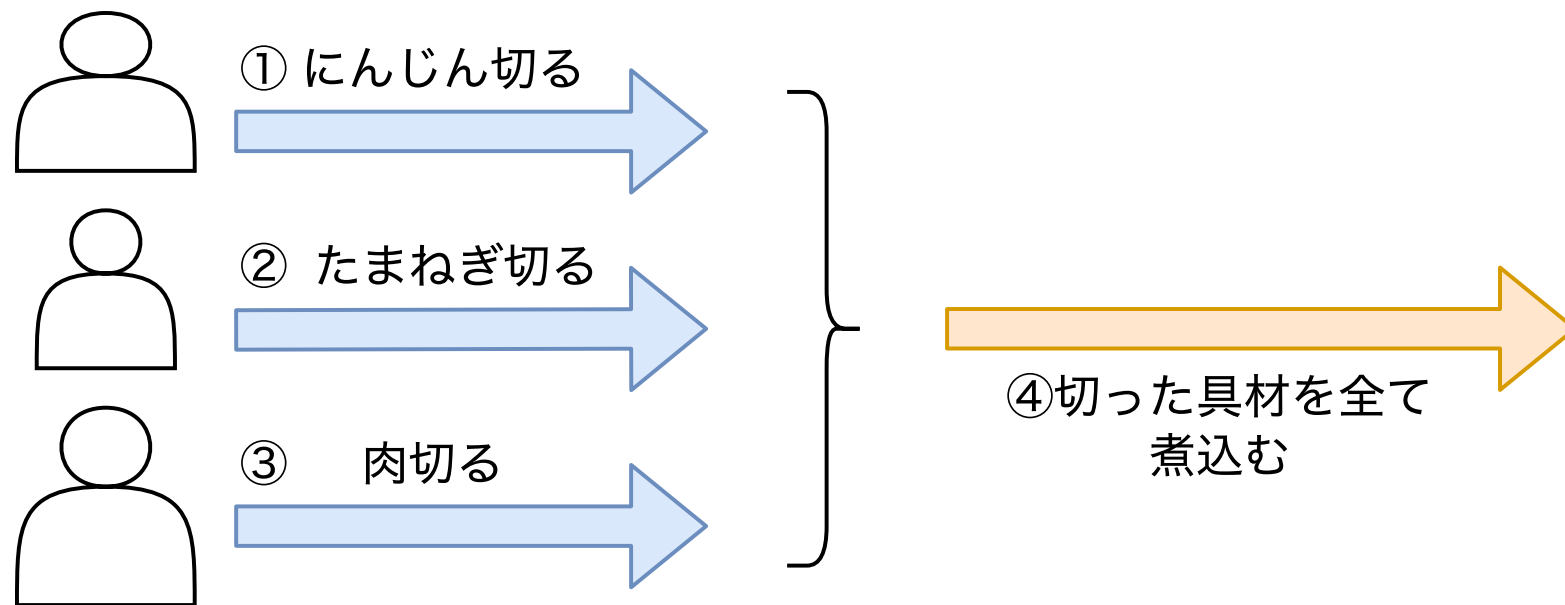 ① にんじん切る
② たまねぎ切る
③ 肉切る
④切った具材を全て
煮込む